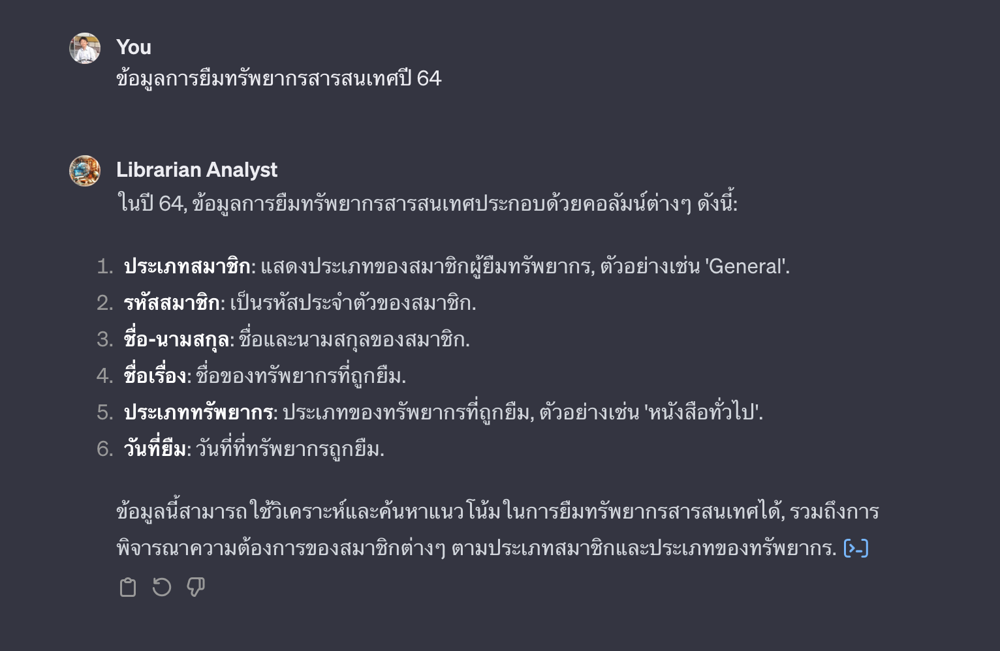 You
ข้อมูลการยืมทรัพยากรสารสนเทศปี 64
Librarian Analyst
ในปี 64, ข้อมูลการยืมทรัพยากรสารสนเทศประกอบด้วยคอลัมน์ต่างๆ ดังนี้:
1. ประเภทสมาชิก: แสดงประเภทของสมาชิกผู้ยืมทรัพยากร, ตัวอย่างเช่น 'General'.
2. รหัสสมาชิก: เป็นรหัสประจำตัวของสมาชิก.
3. ชื่อ-นามสกุล: ชื่อและนามสกุลของสมาชิก.
4. ชื่อเรื่อง: ชื่อของทรัพยากรที่ถูกยืม.
5. ประเภททรัพยากร: ประเภทของทรัพยากรที่ถูกยืม, ตัวอย่างเช่น 'หนังสือทั่วไป'.
6. วันที่ยืม: วันที่ที่ทรัพยากรถูกยืม.
ข้อมูลนี้สามารถใช้วิเคราะห์และค้นหาแนวโน้มในการยืมทรัพยากรสารสนเทศได้, รวมถึงการ
พิจารณาความต้องการของสมาชิกต่างๆ ตามประเภทสมาชิกและประเภทของทรัพยากร. [>-]